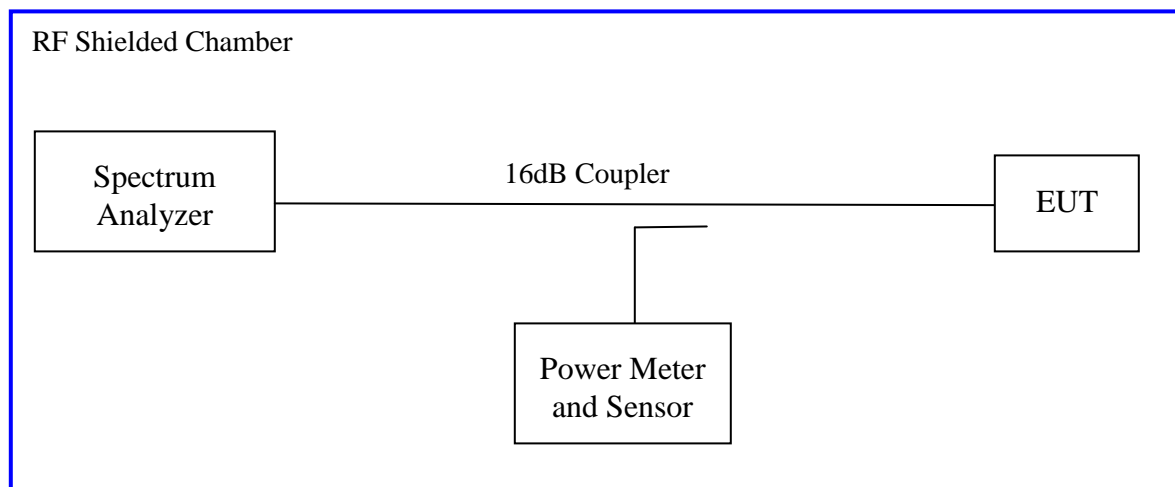 RF Shielded Chamber
Spectrum
Analyzer
16dB Coupler
EUT
Power Meter
and Sensor